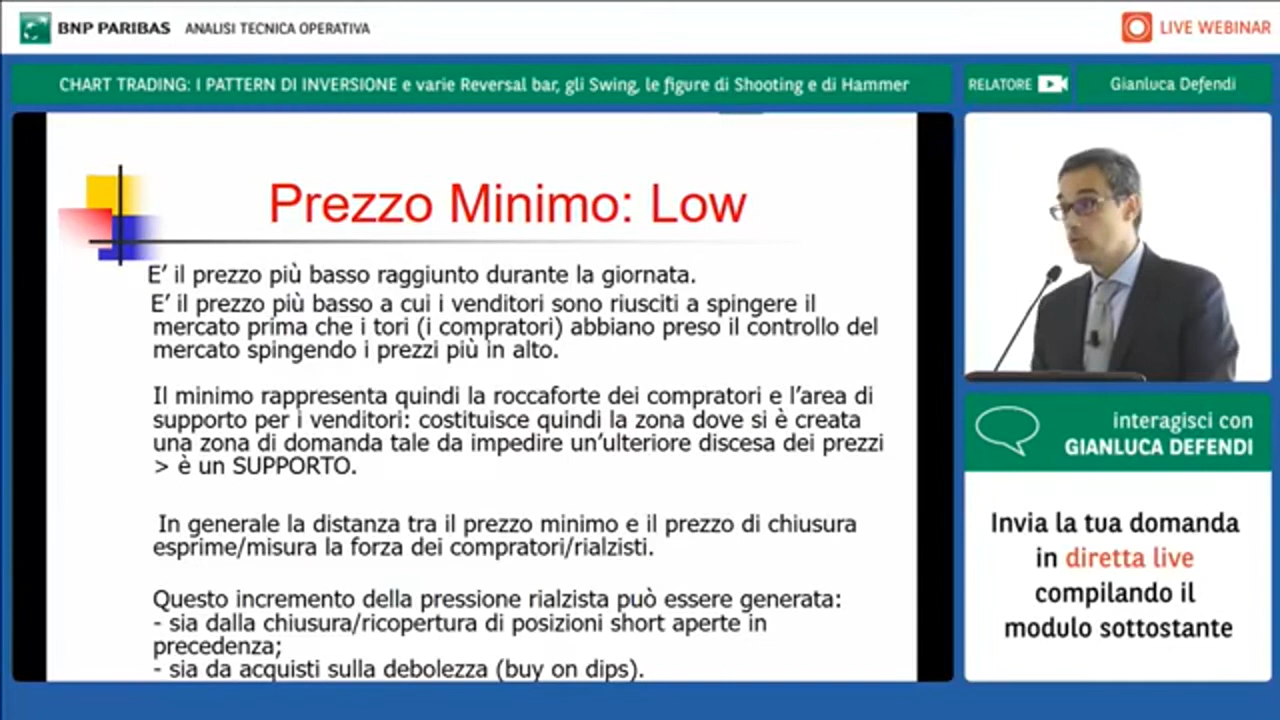 BNP PARIBAS ANALISI TECNICA OPERATIVA
LIVE WEBINAR
CHART TRADING: I PATTERN DI INVERSIONE e varie Reversal bar, gli Swing, le figure di Shooting e di Hammer
RELATORE
Gianluca Defendi
Prezzo Minimo: Low
E' il prezzo più basso raggiunto durante la giornata.
E' il prezzo più basso a cui i venditori sono riusciti a spingere il
mercato prima che i tori (i compratori) abbiano preso il controllo del
mercato spingendo i prezzi più in alto.
Il minimo rappresenta quindi la roccaforte dei compratori e l'area di
supporto per i venditori: costituisce quindi la zona dove si è creata
una zona di domanda tale da impedire un'ulteriore discesa dei prezzi
> è un SUPPORTO.
In generale la distanza tra il prezzo minimo e il prezzo di chiusura
esprime/misura la forza dei compratori/rialzisti.
Questo incremento della pressione rialzista può essere generata:
- sia dalla chiusura/ricopertura di posizioni short aperte in
precedenza;
- sia da acquisti sulla debolezza (buy on dips).
interagisci con
GIANLUCA DEFENDI
Invia la tua domanda
in diretta live
compilando il
modulo sottostante